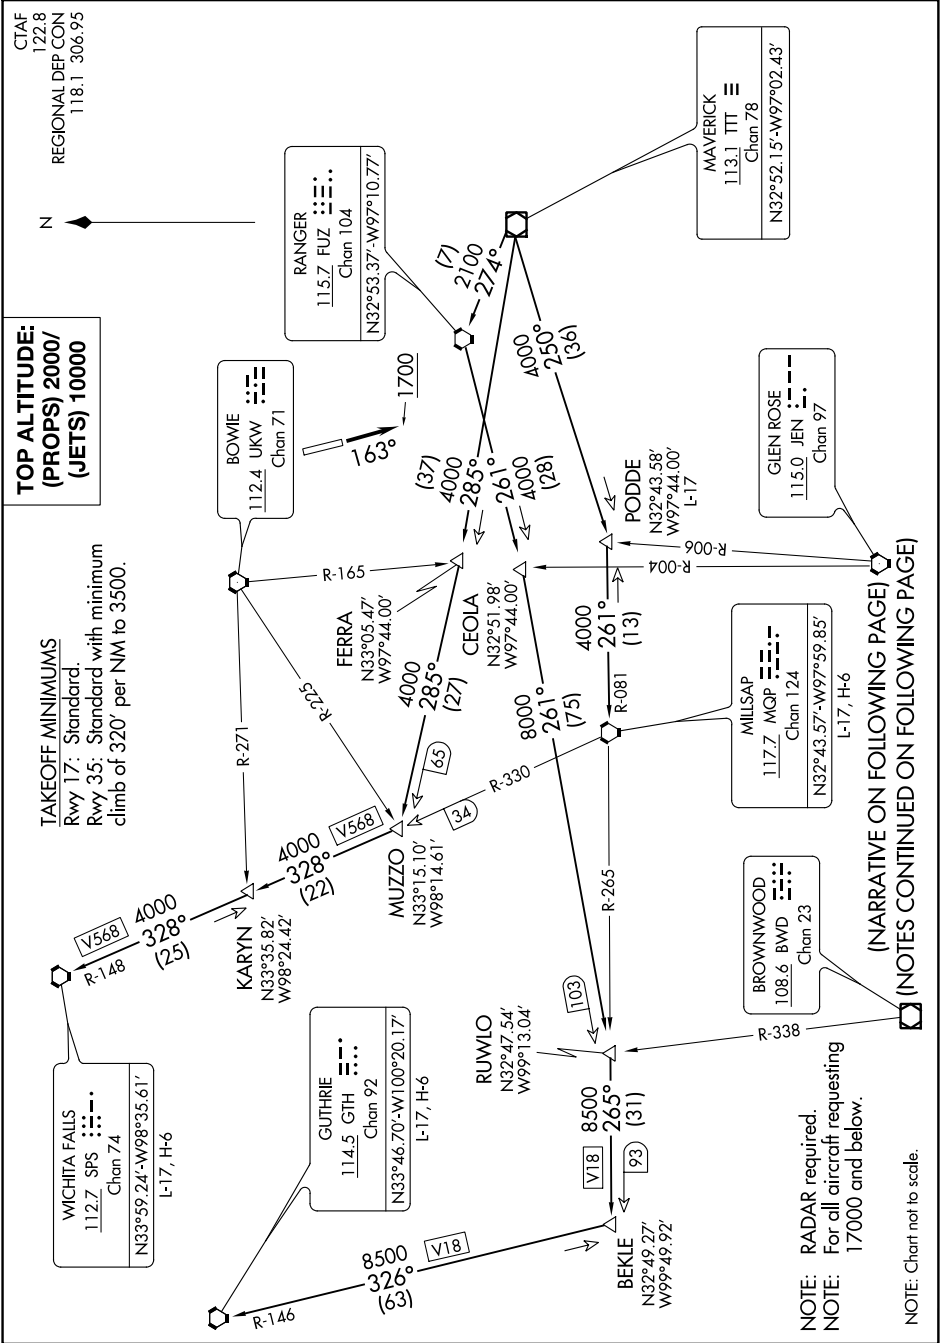 CTAF
122.8
REGIONAL DEP CON
118.1 306.95
N
TOP ALTITUDE:
(PROPS) 2000/
(JETS) 10000
TAKEOFF MINIMUMS
Rwy 17: Standard.
Rwy 35: Standard with minimum
climb of 320' per NM to 3500.
WICHITA FALLS
112.7 SPS
Chan 74
N33°59.24'-W98°35.61'
L-17, H-6
V568
4000
328°
(25)
R-148
KARYN
N33°35.82'
W98°24.42'
4000
328°
(22)
V568
R-271
BOWIE
112.4 UKW
Chan 71
R-225
R-165
163°
1700
RANGER
115.7 FUZ
Chan 104
N32°53.37'-W97°10.77'
MAVERICK
113.1 TTT
Chan 78
N32°52.15'-W97°02.43'
(7)
2100
274°
(37)
4000
285°
261°
4000
(28)
4000
250°
(36)
FERRA
N33°05.47'
W97°44.00'
CEOLA
N32°51.98'
W97°44.00'
PODDE
N32°43.58'
W97°44.00'
L-17
4000
285°
(27)
65
MUZZO
N33°15.10'
W98°14.61'
34
R-330
8000
261°
(75)
4000
261°
(13)
R-081
R-006
R-004
GLEN ROSE
115.0 JEN
Chan 97
MILLSAP
117.7 MQP
Chan 124
N32°43.57'-W97°59.85'
L-17, H-6
R-265
GUTHRIE
114.5 GTH
Chan 92
N33°46.70'-W100°20.17'
L-17, H-6
RUWLO
N32°47.54'
W99°13.04'
103
8500
265°
(31)
V18
93
BEKLE
N32°49.27'
W99°49.92'
8500
326°
(63)
V18
R-146
BROWNWOOD
108.6 BWD
Chan 23
R-338
(NARRATIVE ON FOLLOWING PAGE)
(NOTES CONTINUED ON FOLLOWING PAGE)
NOTE: RADAR required.
NOTE: For all aircraft requesting
17000 and below.
NOTE: Chart not to scale.